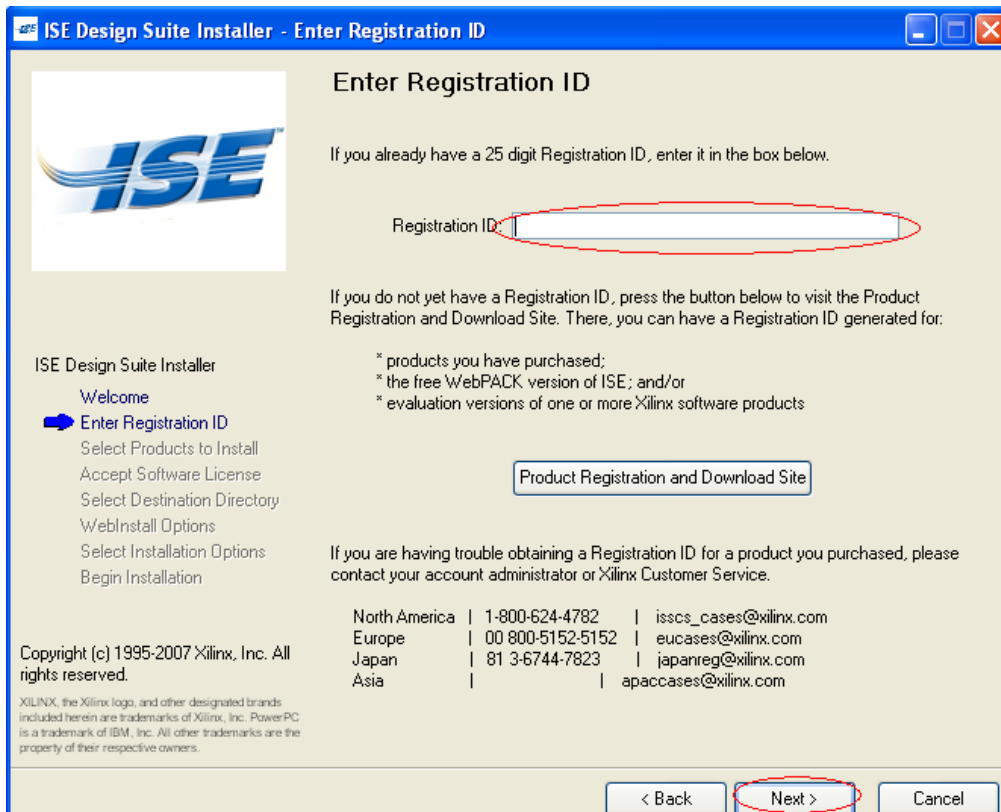 ISE Design Suite Installer - Enter Registration ID
ISE
Enter Registration ID
If you already have a 25 digit Registration ID, enter it in the box below.
Registration ID:
If you do not yet have a Registration ID, press the button below to visit the Product
Registration and Download Site. There, you can have a Registration ID generated for:
* products you have purchased;
* the free WebPACK version of ISE; and/or
* evaluation versions of one or more Xilinx software products
Product Registration and Download Site
If you are having trouble obtaining a Registration ID for a product you purchased, please
contact your account administrator or Xilinx Customer Service.
North America | 1-800-624-4782 | isscs_cases@xilinx.com
Europe | 00 800-5152-5152 | eucases@xilinx.com
Japan | 81 3-6744-7823 | japanreg@xilinx.com
Asia | | apaccases@xilinx.com
ISE Design Suite Installer
Welcome
Enter Registration ID
Select Products to Install
Accept Software License
Select Destination Directory
WebInstall Options
Select Installation Options
Begin Installation
Copyright (c) 1995-2007 Xilinx, Inc. All
rights reserved.
XILINX, the Xilinx logo, and other designated brands
included herein are trademarks of Xilinx, Inc. PowerPC
is a trademark of IBM, Inc. All other trademarks are the
property of their respective owners.
< Back
Next >
Cancel